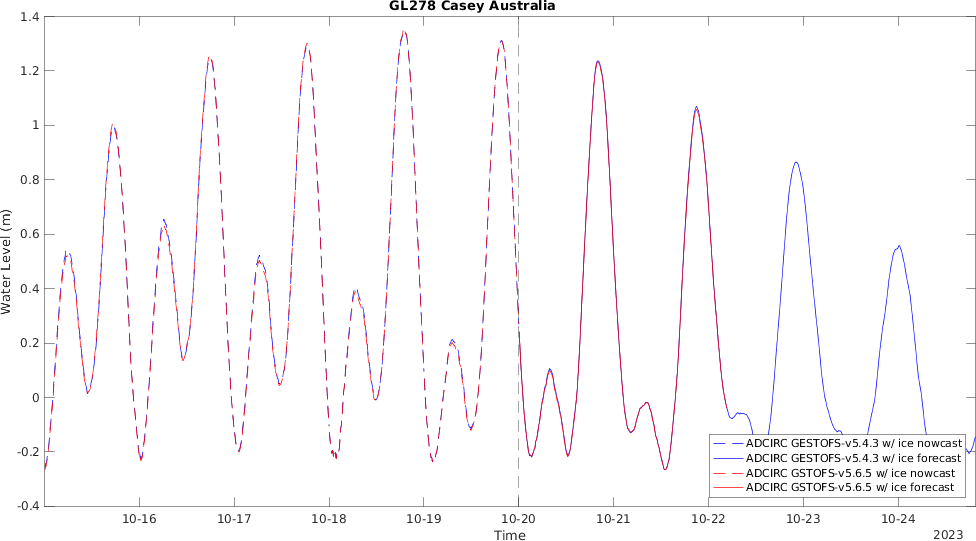 GL278 Casey Australia
1.4
1.2
1
0.8
0.6
0.4
0.2
0
-0.2
-0.4
Water Level (m)
ADCIRC GESTOFS-v5.4.3 w/ ice nowcast
ADCIRC GESTOFS-v5.4.3 w/ ice forecast
ADCIRC GSTOFS-v5.6.5 w/ ice nowcast
ADCIRC GSTOFS-v5.6.5 w/ ice forecast
10-16 10-17 10-18 10-19 10-20 10-21 10-22 10-23 10-24
Time
2023